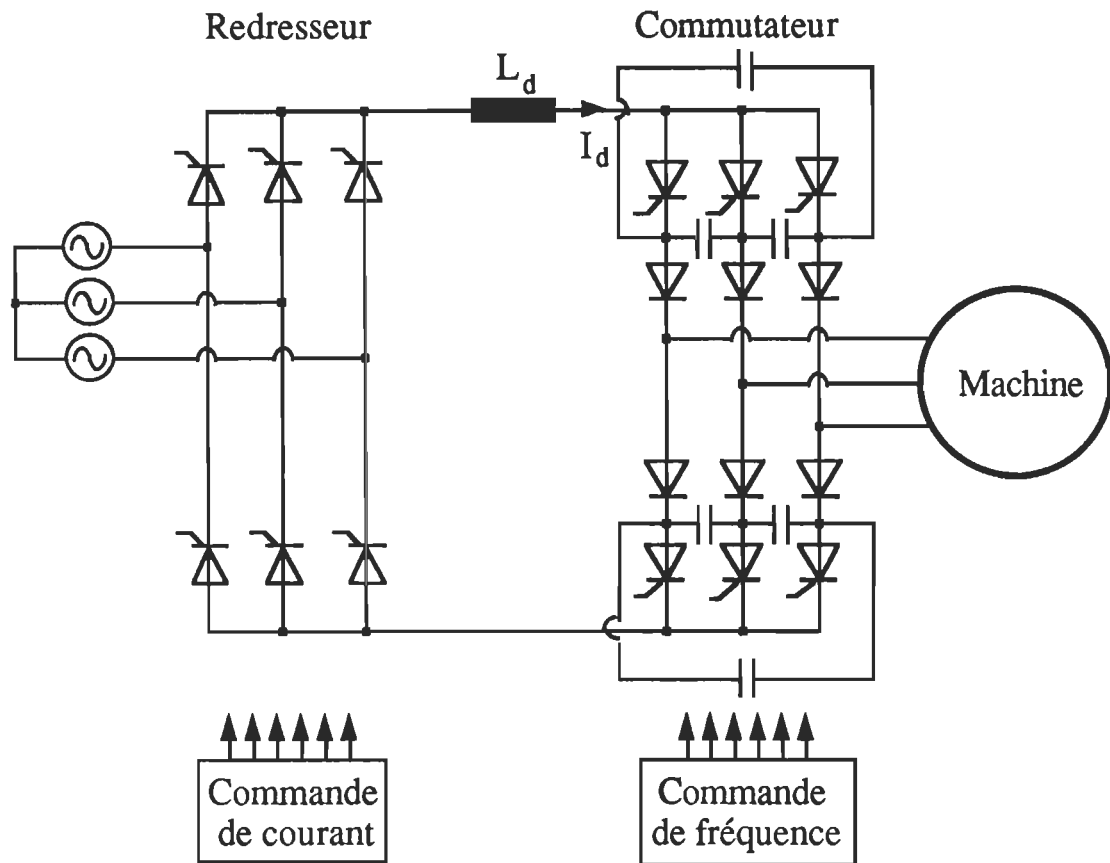 Redresseur
Commutateur
L_d
I_d
Machine
Commande
de courant
Commande
de fréquence